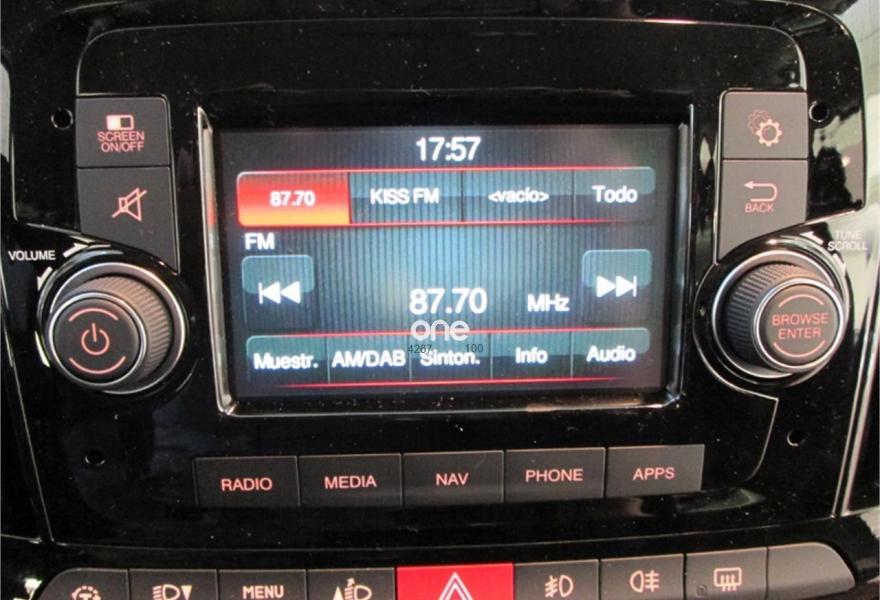 17:57
SCREEN
ON/OFF
87.70 KISS FM <vacío> Todo
BACK
FM
VOLUME
TUNE
SCROLL
87.70 MHz
BROWSE
ENTER
one
4267 100
Muestr. AM/DAB Sinton. Info Audio
RADIO MEDIA NAV PHONE APPS
MENU